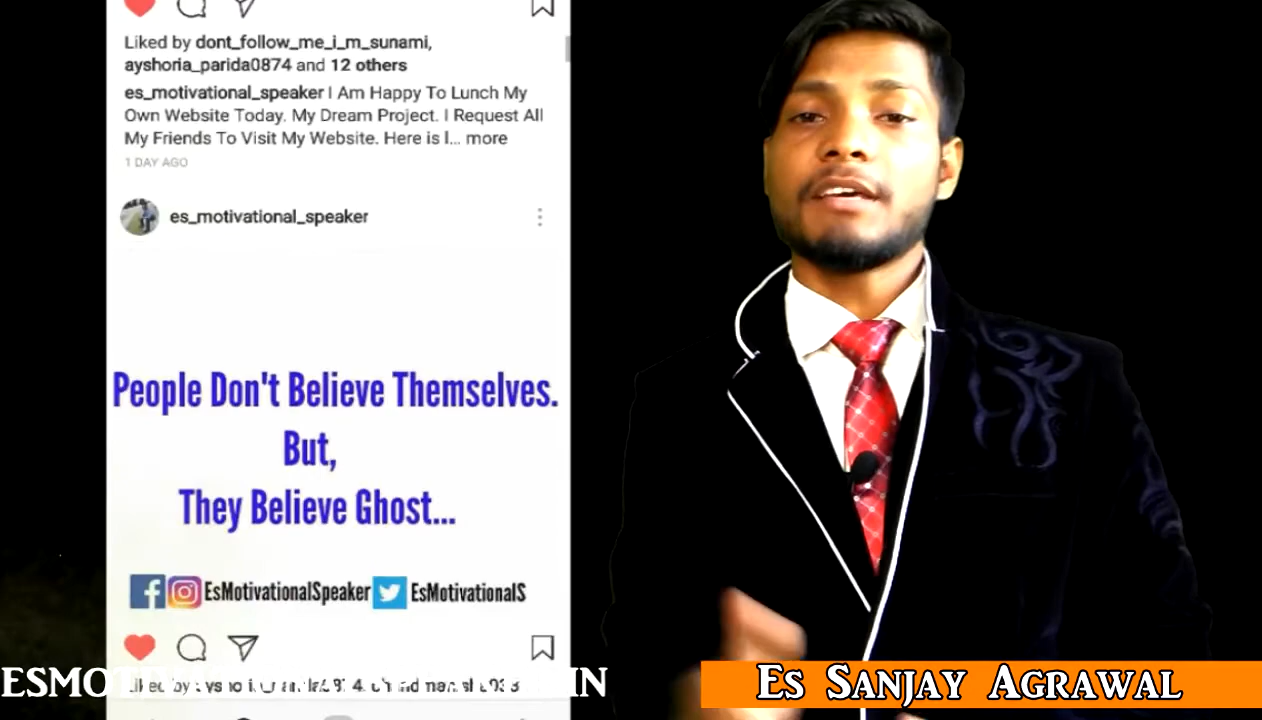 Liked by dont_follow_me_i_m_sunami,
ayshoria_parida0874 and 12 others
es_motivational_speaker I Am Happy To Lunch My
Own Website Today. My Dream Project. I Request All
My Friends To Visit My Website. Here is l... more
1 DAY AGO
es_motivational_speaker
People Don't Believe Themselves.
But,
They Believe Ghost...
EsMotivationalSpeaker EsMotivationalS
Liked by
Es Sanjay Agrawal